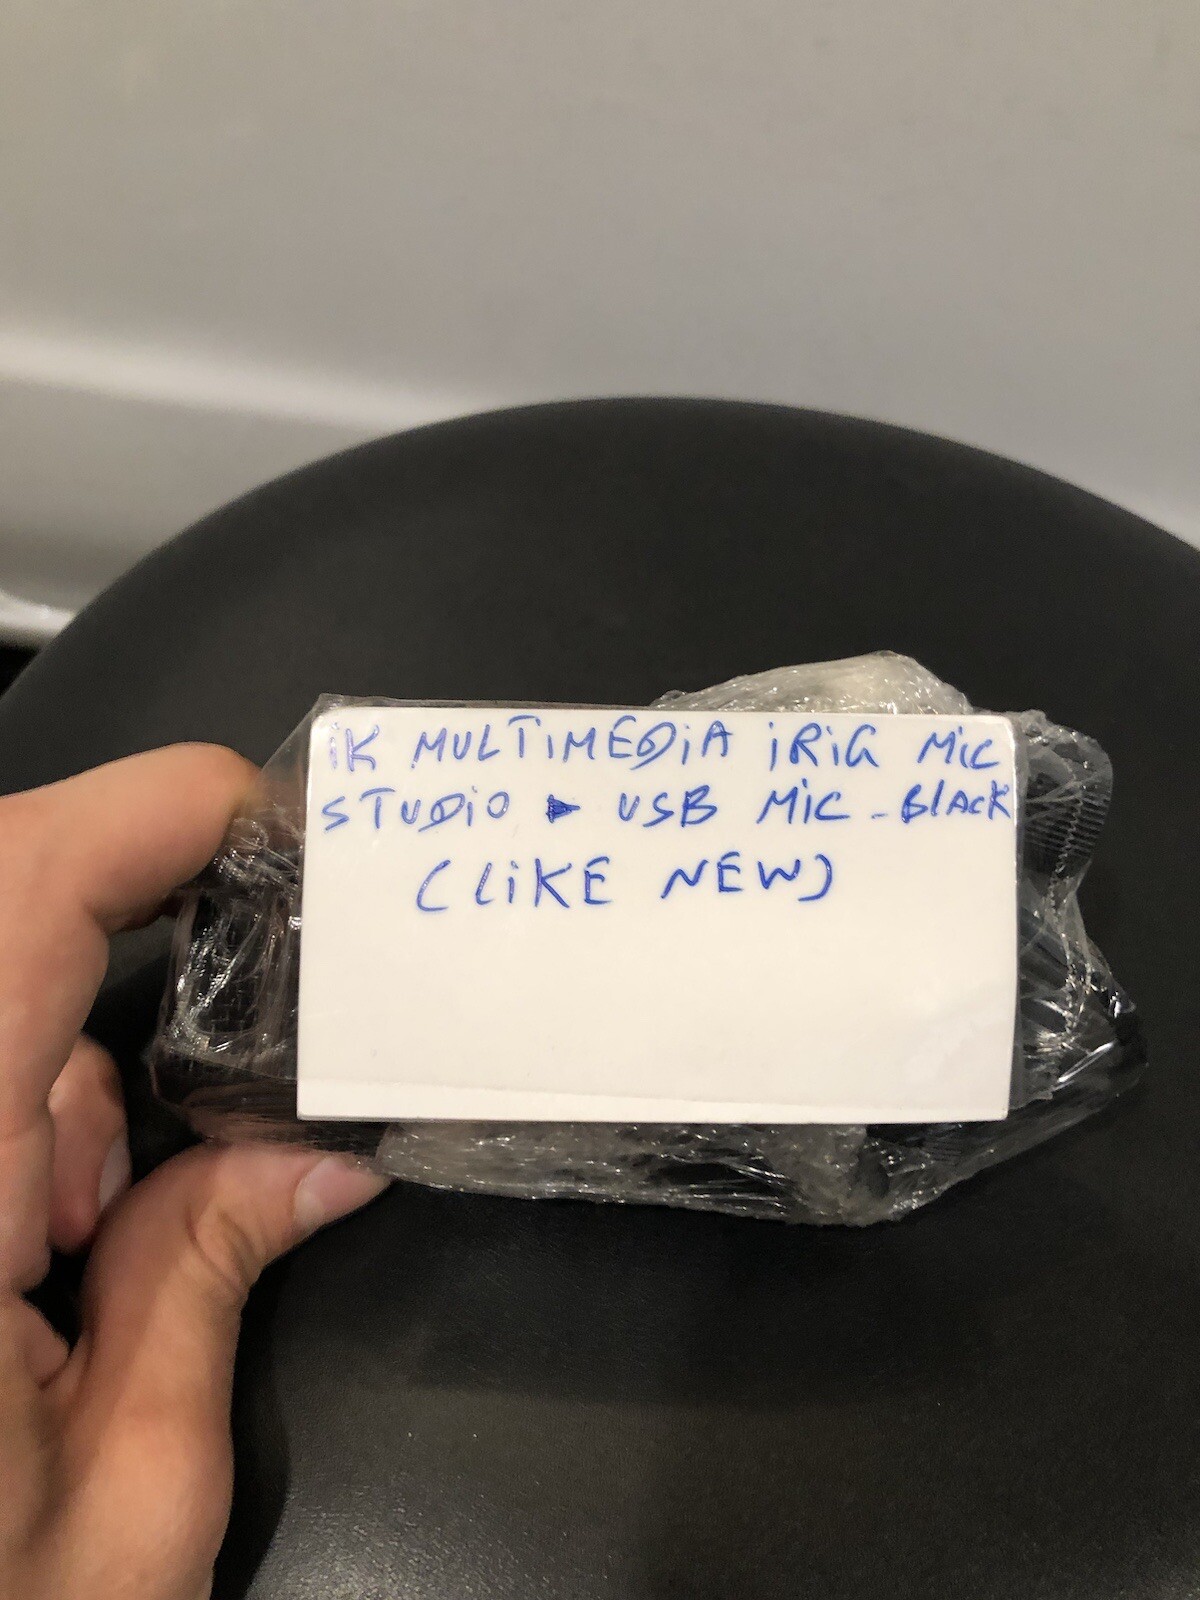 iK MULTiMEDiA iRiG MiC
STUDiO ► USB MiC - BlAcK
(LiKE NEW)